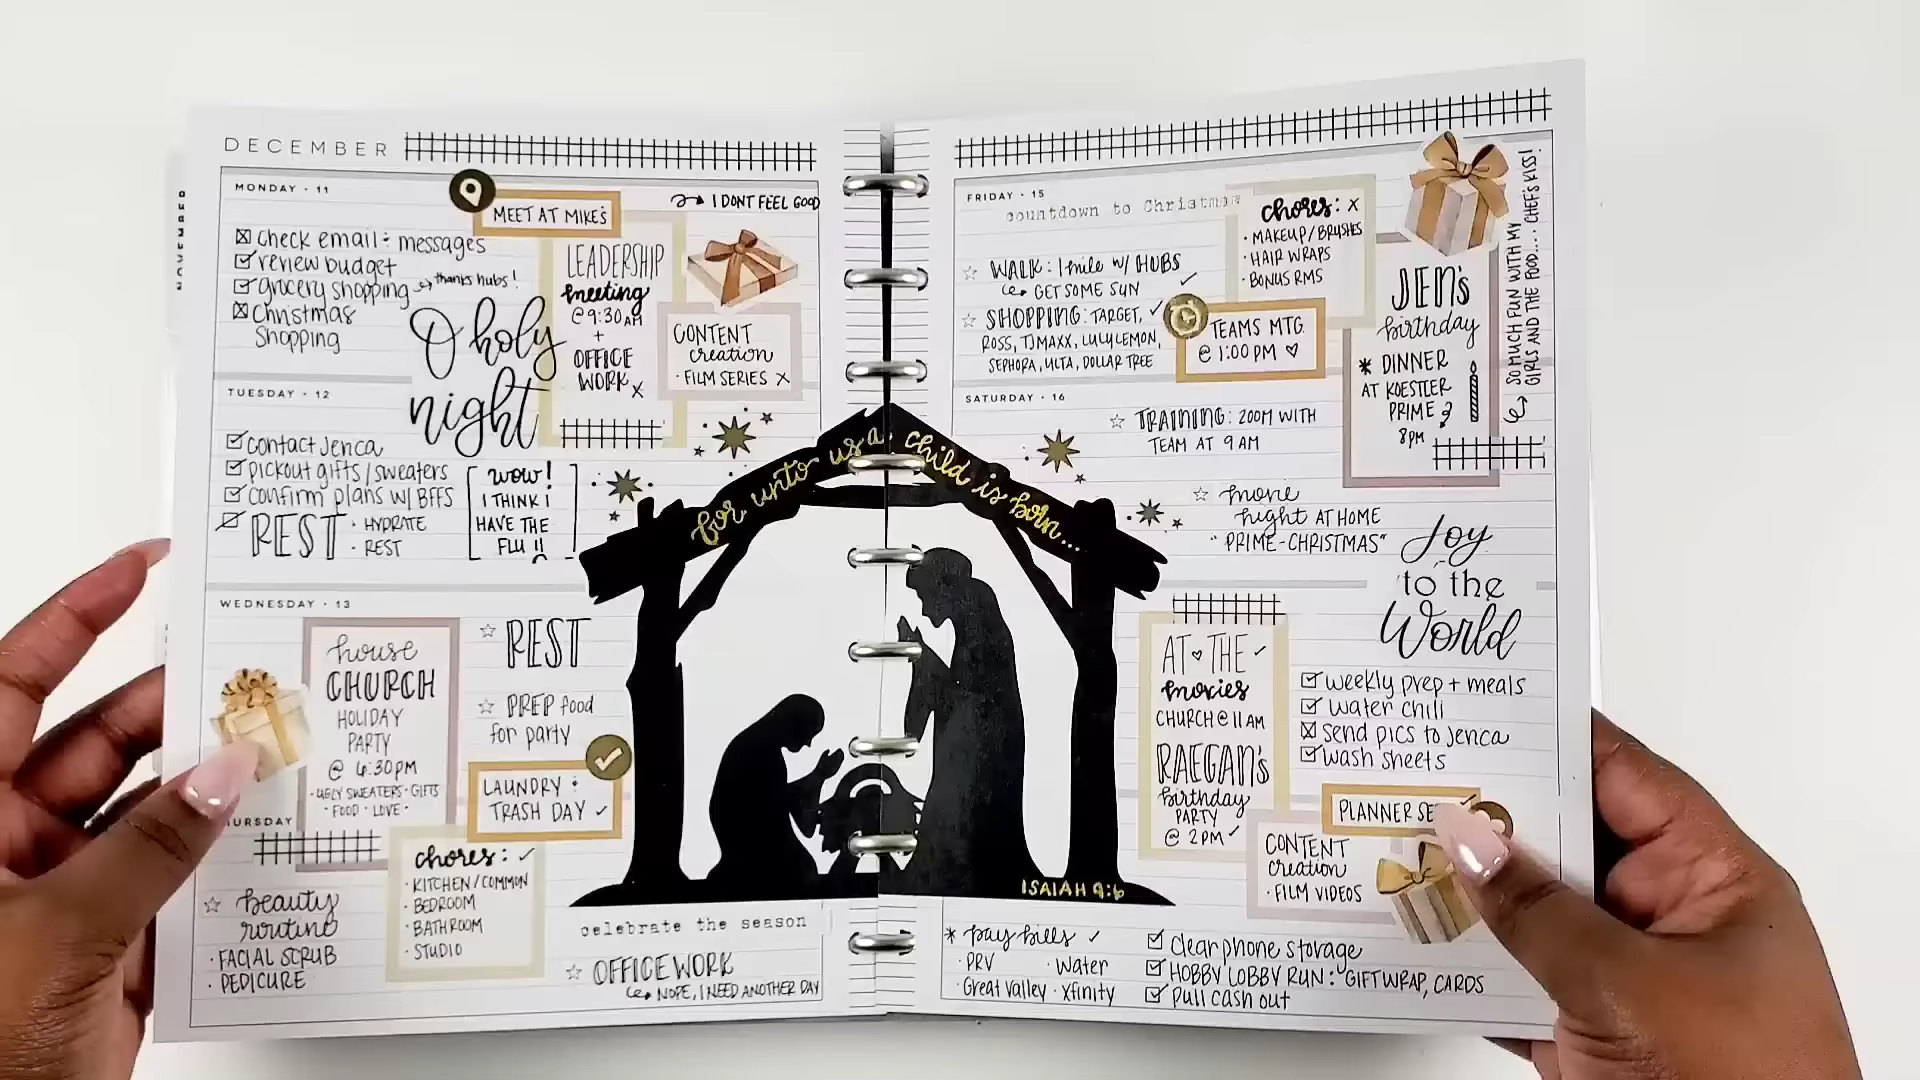 NOVEMBER
DECEMBER
MONDAY · 11
MEET AT MIKE'S
I DONT FEEL GOOD
check email + messages
review budget
grocery shopping
thanks hubs!
Christmas
Shopping
O holy
night
LEADERSHIP
meeting
@ 9:30AM
+
OFFICE
WORK X
CONTENT
creation
· FILM SERIES X
TUESDAY · 12
contact Jenca
pickout gifts/sweaters
confirm plans w/ BFFS
REST
· HYDRATE
· REST
wow!
I THINK I
HAVE THE
FLU !!
WEDNESDAY · 13
house
CHURCH
HOLIDAY
PARTY
@ 6:30PM
· UGLY SWEATERS · GIFTS
· FOOD · LOVE ·
REST
PREP food
for party
LAUNDRY +
TRASH DAY ✓
URSDAY
beauty
routine
· FACIAL SCRUB
· PEDICURE
chores: ✓
· KITCHEN/COMMON
· BEDROOM
· BATHROOM
· STUDIO
celebrate the season
OFFICE WORK
NOPE, I NEED ANOTHER DAY
for unto us a child is born...
ISAIAH 9:6
FRIDAY · 15
countdown to Christmas
WALK: 1 mile w/ HUBS
GET SOME SUN ✓
SHOPPING: TARGET, ✓
ROSS, TJMAXX, LULULEMON,
SEPHORA, ULTA, DOLLAR TREE
chores: X
· MAKEUP/BRUSHES
· HAIR WRAPS
· BONUS RMS
TEAMS MTG
@ 1:00 PM ♡
JEN'S
birthday
* DINNER
AT KOESTLER
PRIME
8PM
SO MUCH FUN WITH MY
GIRLS AND THE FOOD.... CHEF'S KISS!
SATURDAY · 16
TRAINING: ZOOM WITH
TEAM AT 9 AM
movie
night AT HOME
"PRIME-CHRISTMAS"
Joy
to the
World
AT ♡ THE ✓
movies
CHURCH @ 11 AM
RAEGAN'S
birthday
PARTY
@ 2PM ✓
weekly prep + meals
water chill
send pics to Jenca
wash sheets
PLANNER SE
CONTENT
creation
· FILM VIDEOS
* pay bills ✓
· PRV
· Water
· Great Valley
· Xfinity
clear phone storage
HOBBY LOBBY RUN: GIFT WRAP, CARDS
Pull cash out